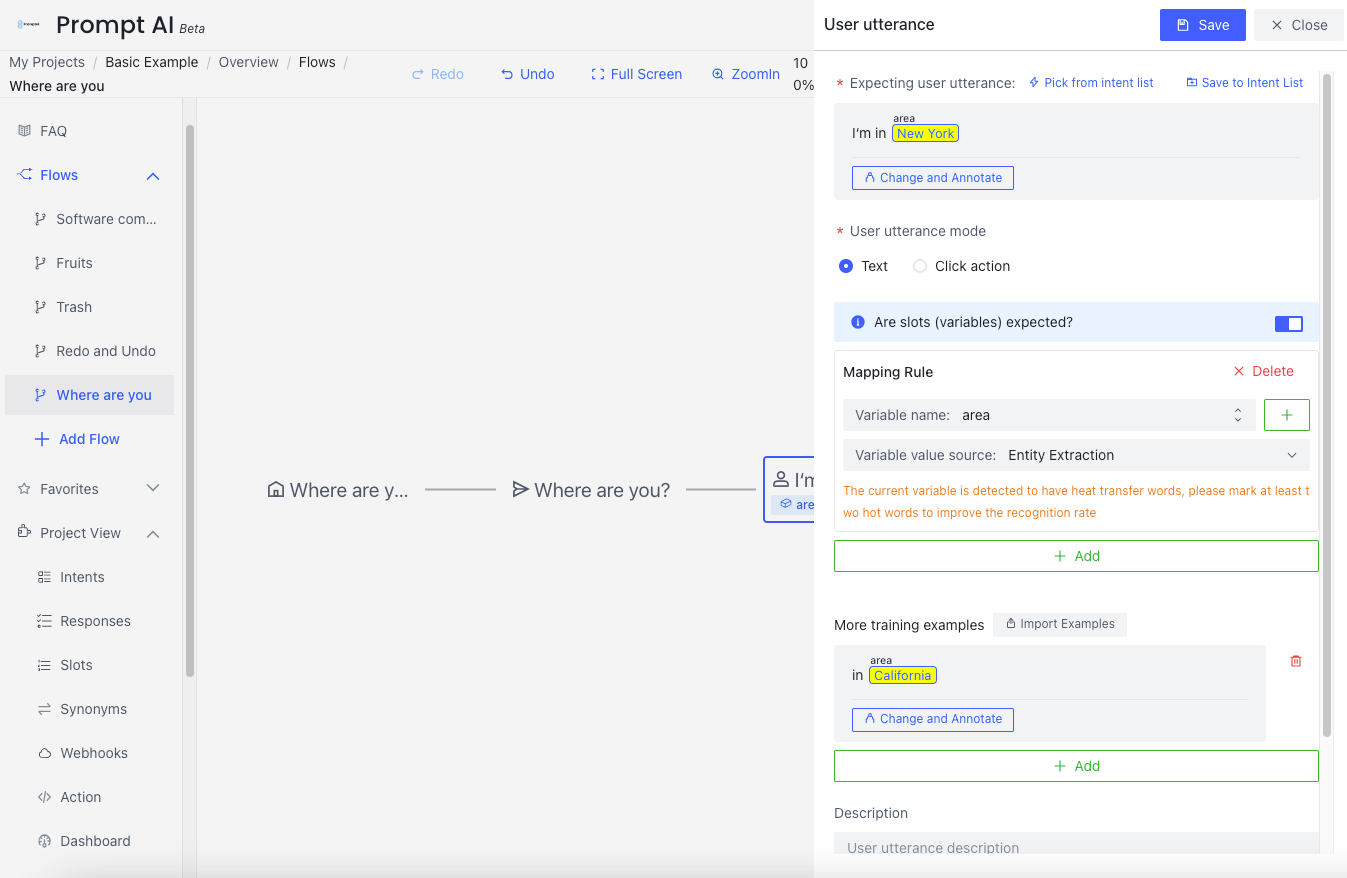 Prompt AI Beta
My Projects / Basic Example / Overview / Flows /
Where are you
Redo
Undo
Full Screen
ZoomIn
10
0%
FAQ
Flows
Software com...
Fruits
Trash
Redo and Undo
Where are you
Add Flow
Favorites
Project View
Intents
Responses
Slots
Synonyms
Webhooks
Action
Dashboard
Where are y...
Where are you?
I'm
are
User utterance
Save
Close
* Expecting user utterance:
Pick from intent list
Save to Intent List
area
I'm in New York
Change and Annotate
* User utterance mode
Text
Click action
Are slots (variables) expected?
Mapping Rule
Delete
Variable name: area
Variable value source: Entity Extraction
The current variable is detected to have heat transfer words, please mark at least t
wo hot words to improve the recognition rate
Add
More training examples
Import Examples
area
in California
Change and Annotate
Add
Description
User utterance description